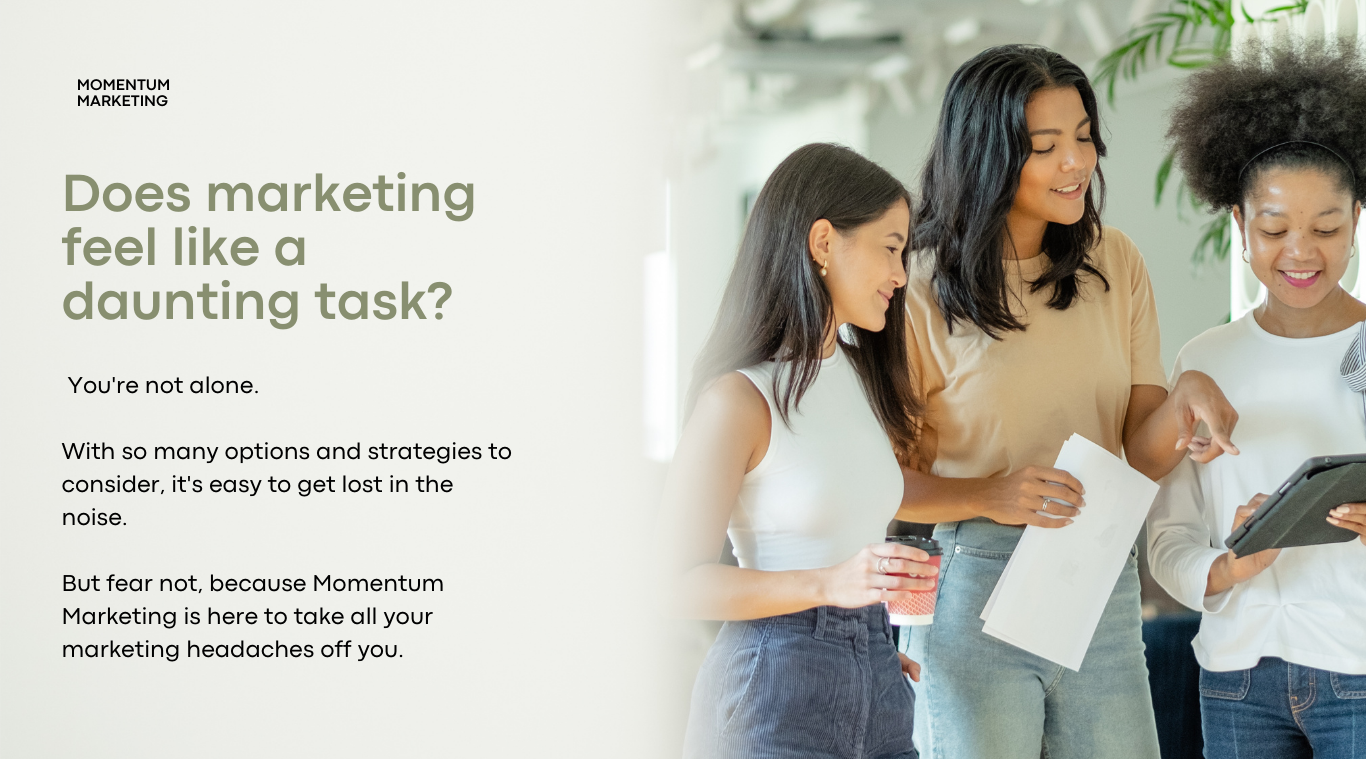 MOMENTUM
MARKETING
Does marketing
feel like a
daunting task?
You're not alone.
With so many options and strategies to
consider, it's easy to get lost in the
noise.
But fear not, because Momentum
Marketing is here to take all your
marketing headaches off you.